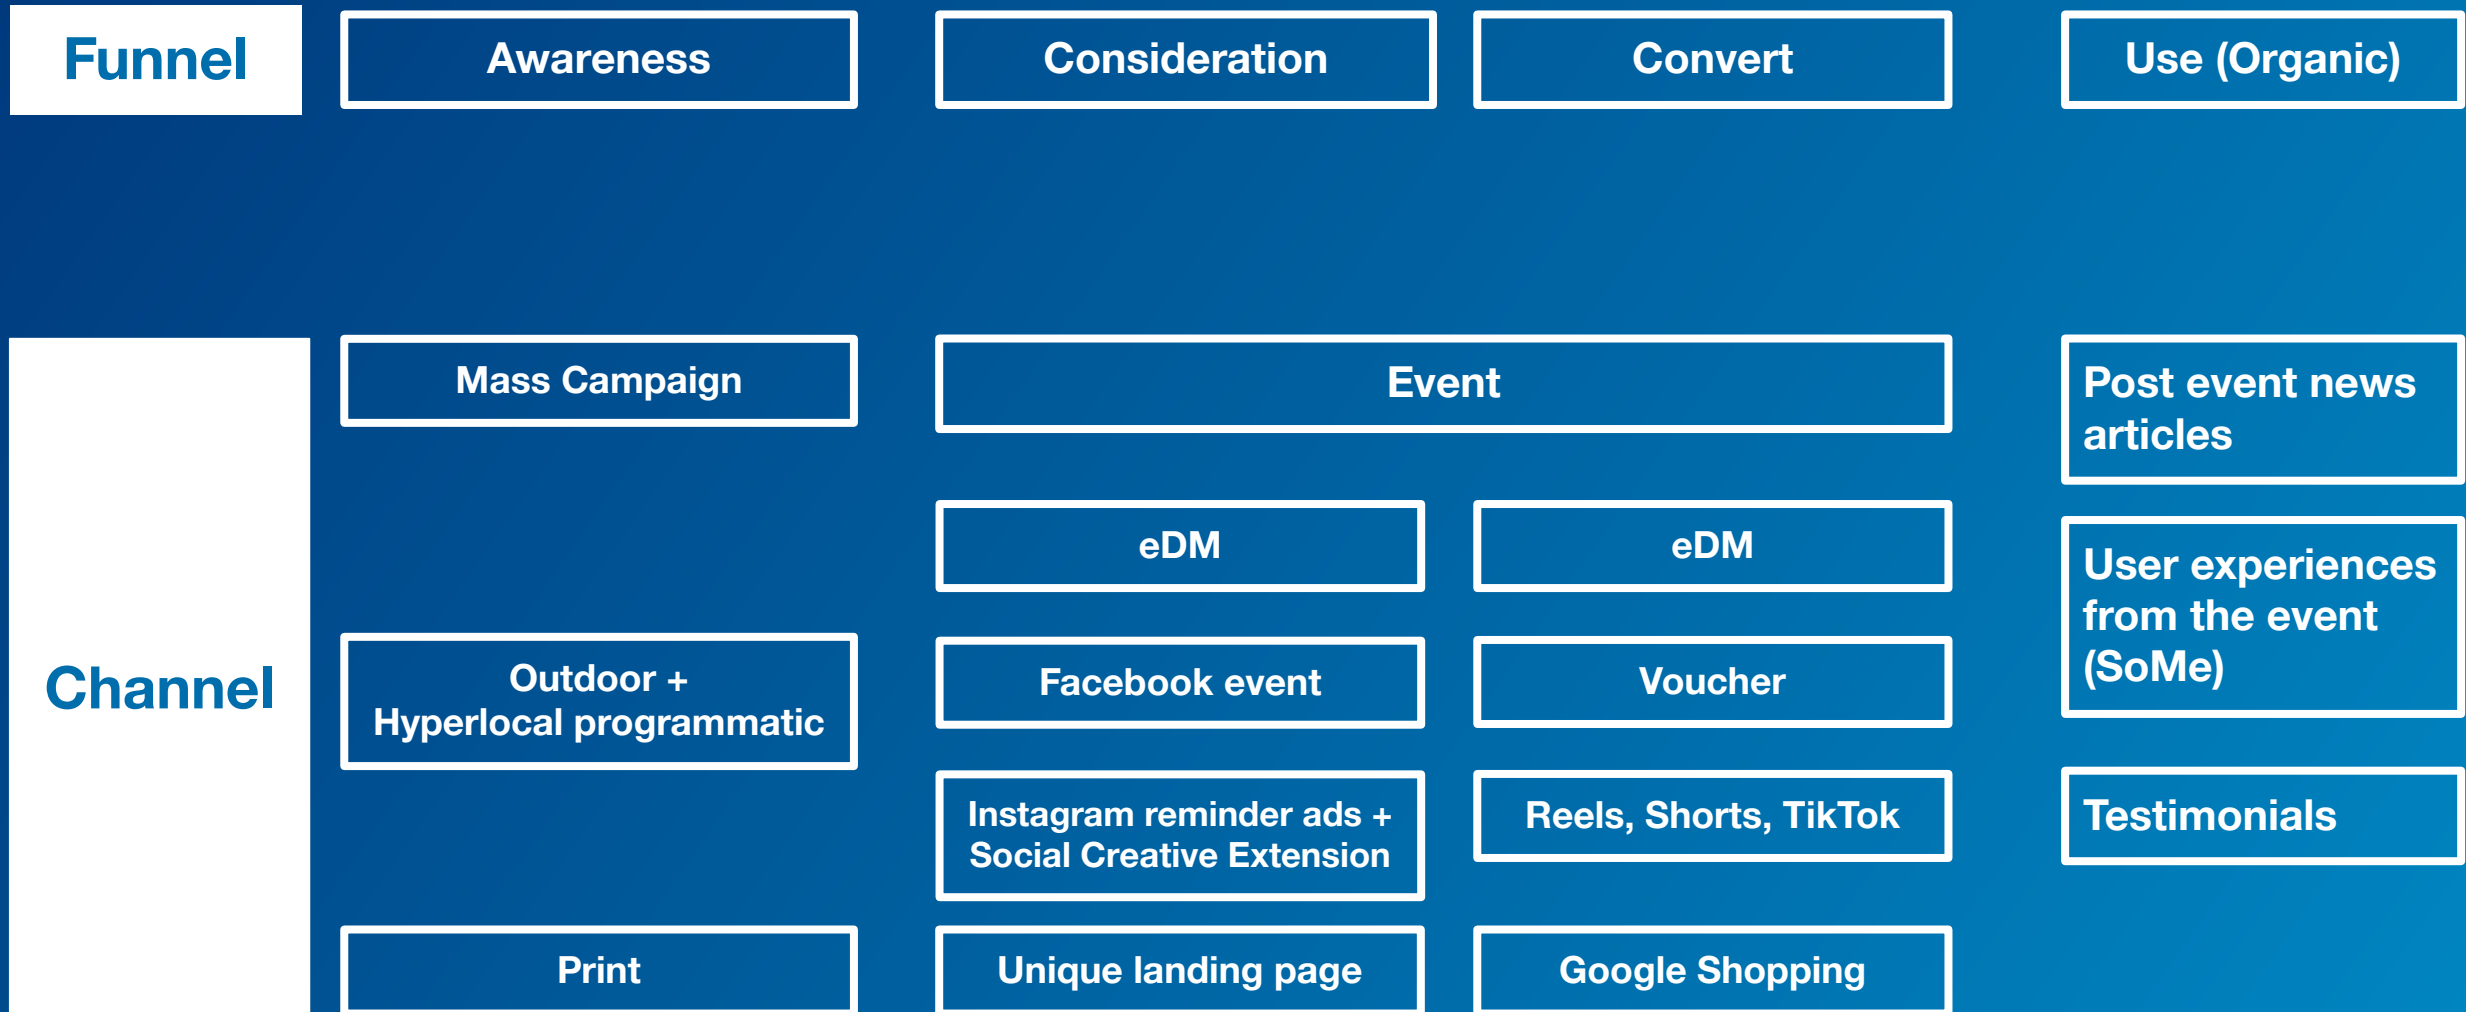 Funnel
Awareness
Consideration
Convert
Use (Organic)
Channel
Mass Campaign
Event
Post event news
articles
eDM
eDM
User experiences
from the event
(SoMe)
Outdoor +
Hyperlocal programmatic
Facebook event
Voucher
Instagram reminder ads +
Social Creative Extension
Reels, Shorts, TikTok
Testimonials
Print
Unique landing page
Google Shopping